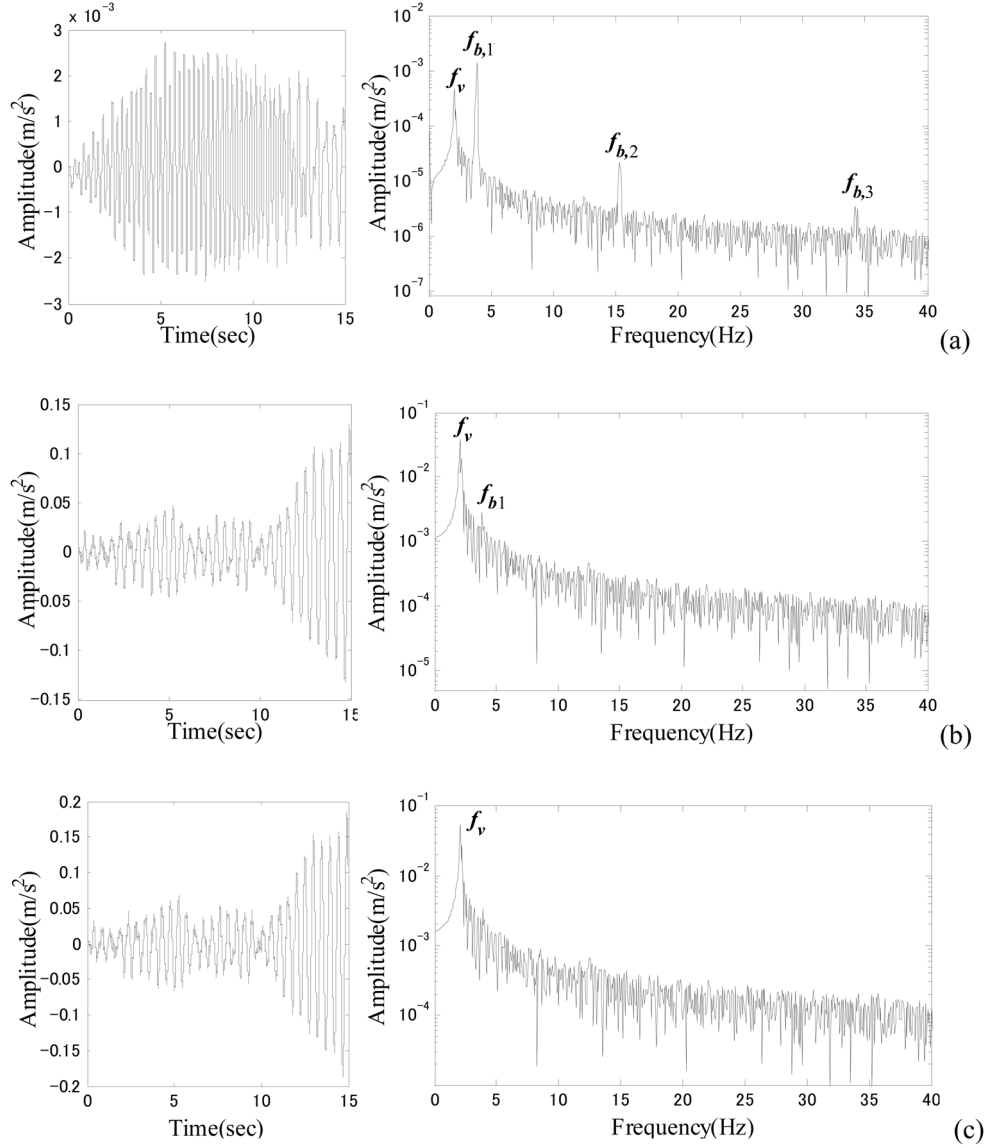 × 10⁻³
3
2
1
0
−1
−2
−3
0 5 10 15
Amplitude(m/s²)
Time(sec)
10⁻²
10⁻³
10⁻⁴
10⁻⁵
10⁻⁶
10⁻⁷
0 5 10 15 20 25 30 35 40
Amplitude(m/s²)
Frequency(Hz)
f_v
f_b,1
f_b,2
f_b,3
(a)
0.15
0.1
0.05
0
−0.05
−0.1
−0.15
0 5 10 15
Amplitude(m/s²)
Time(sec)
10⁻¹
10⁻²
10⁻³
10⁻⁴
10⁻⁵
0 5 10 15 20 25 30 35 40
Amplitude(m/s²)
Frequency(Hz)
f_v
f_b1
(b)
0.2
0.15
0.1
0.05
0
−0.05
−0.1
−0.15
−0.2
0 5 10 15
Amplitude(m/s²)
Time(sec)
10⁻¹
10⁻²
10⁻³
10⁻⁴
0 5 10 15 20 25 30 35 40
Amplitude(m/s²)
Frequency(Hz)
f_v
(c)